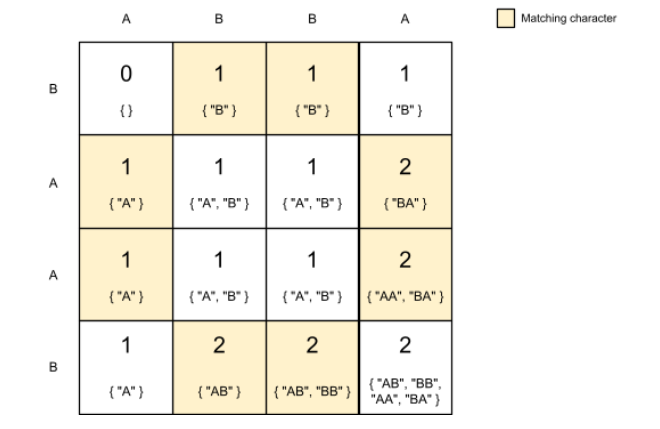 A B B A
Matching character
B 0 1 1 1
{ } { "B" } { "B" } { "B" }
A 1 1 1 2
{ "A" } { "A", "B" } { "A", "B" } { "BA" }
A 1 1 1 2
{ "A" } { "A", "B" } { "A", "B" } { "AA", "BA" }
B 1 2 2 2
{ "A" } { "AB" } { "AB", "BB" } { "AB", "BB",
"AA", "BA" }